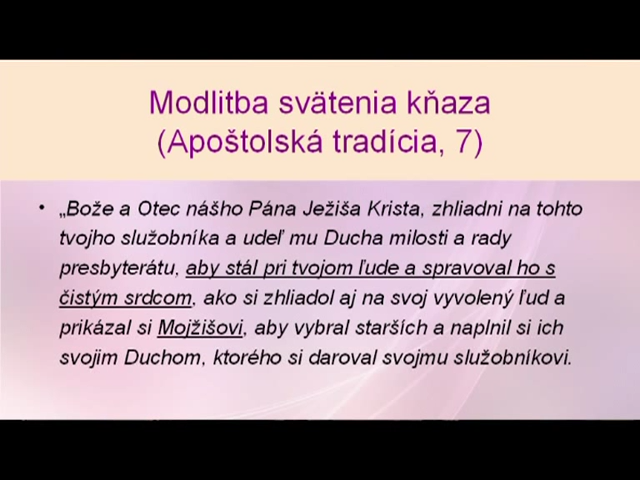 Modlitba svätenia kňaza
(Apoštolská tradícia, 7)
• „Bože a Otec nášho Pána Ježiša Krista, zhliadni na tohto
tvojho služobníka a udeľ mu Ducha milosti a rady
presbyterátu, aby stál pri tvojom ľude a spravoval ho s
čistým srdcom, ako si zhliadol aj na svoj vyvolený ľud a
prikázal si Mojžišovi, aby vybral starších a naplnil si ich
svojim Duchom, ktorého si daroval svojmu služobníkovi.